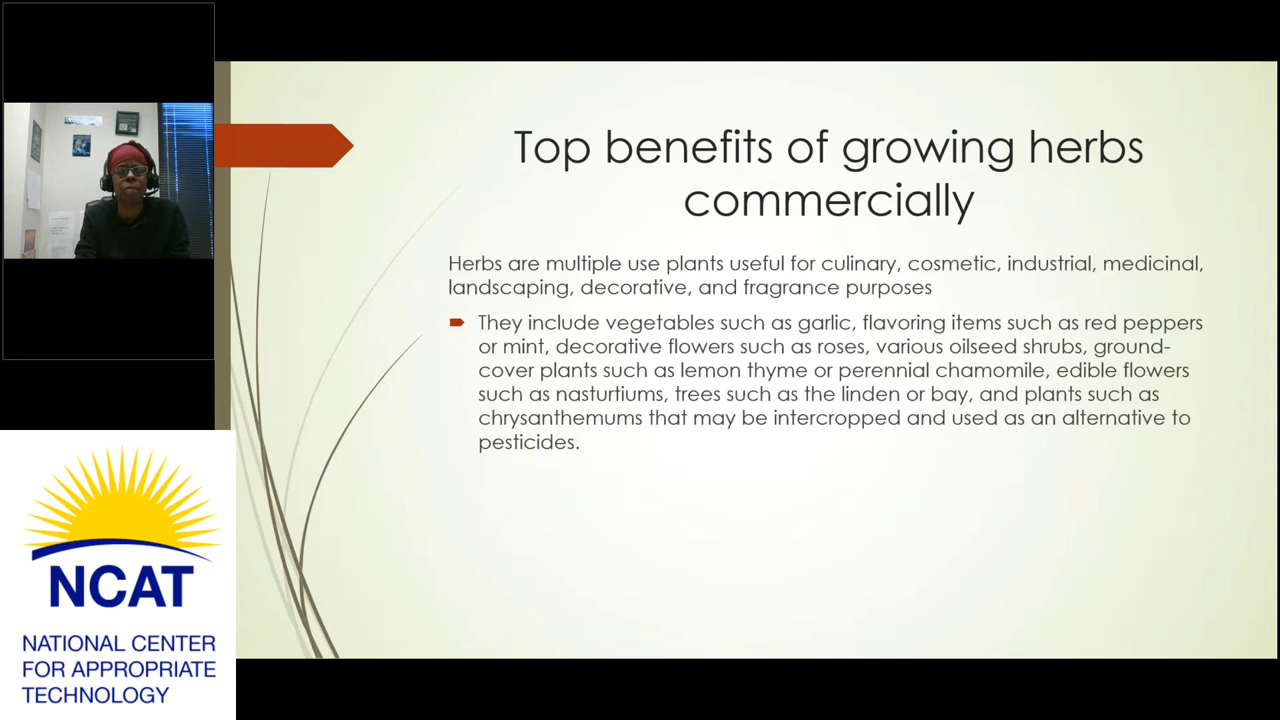 Top benefits of growing herbs
commercially
Herbs are multiple use plants useful for culinary, cosmetic, industrial, medicinal,
landscaping, decorative, and fragrance purposes
They include vegetables such as garlic, flavoring items such as red peppers
or mint, decorative flowers such as roses, various oilseed shrubs, ground-
cover plants such as lemon thyme or perennial chamomile, edible flowers
such as nasturtiums, trees such as the linden or bay, and plants such as
chrysanthemums that may be intercropped and used as an alternative to
pesticides.
NCAT
NATIONAL CENTER
FOR APPROPRIATE
TECHNOLOGY